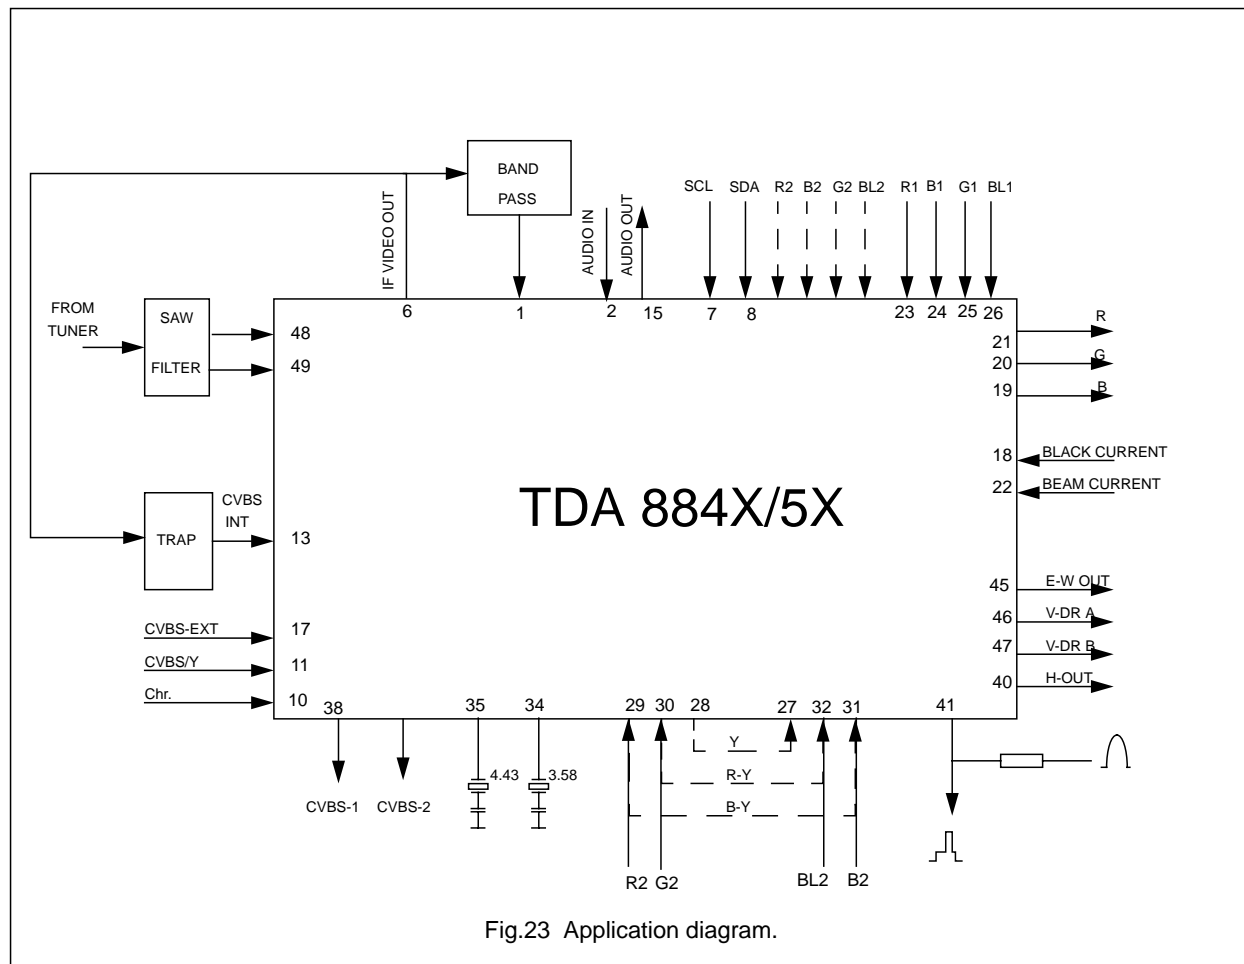 BAND
PASS
IF VIDEO OUT
AUDIO IN
AUDIO OUT
SCL
SDA
R2
B2
G2
BL2
R1
B1
G1
BL1
6
1
2
15
7
8
23
24
25
26
FROM
TUNER
SAW
FILTER
48
49
21
R
20
G
19
B
18
BLACK CURRENT
22
BEAM CURRENT
TDA 884X/5X
TRAP
CVBS
INT
13
45
E-W OUT
46
V-DR A
47
V-DR B
40
H-OUT
CVBS-EXT
17
CVBS/Y
11
Chr.
10
38
35
34
29
30
28
27
32
31
41
Y
R-Y
B-Y
4.43
3.58
CVBS-1
CVBS-2
R2
G2
BL2
B2
Fig.23 Application diagram.